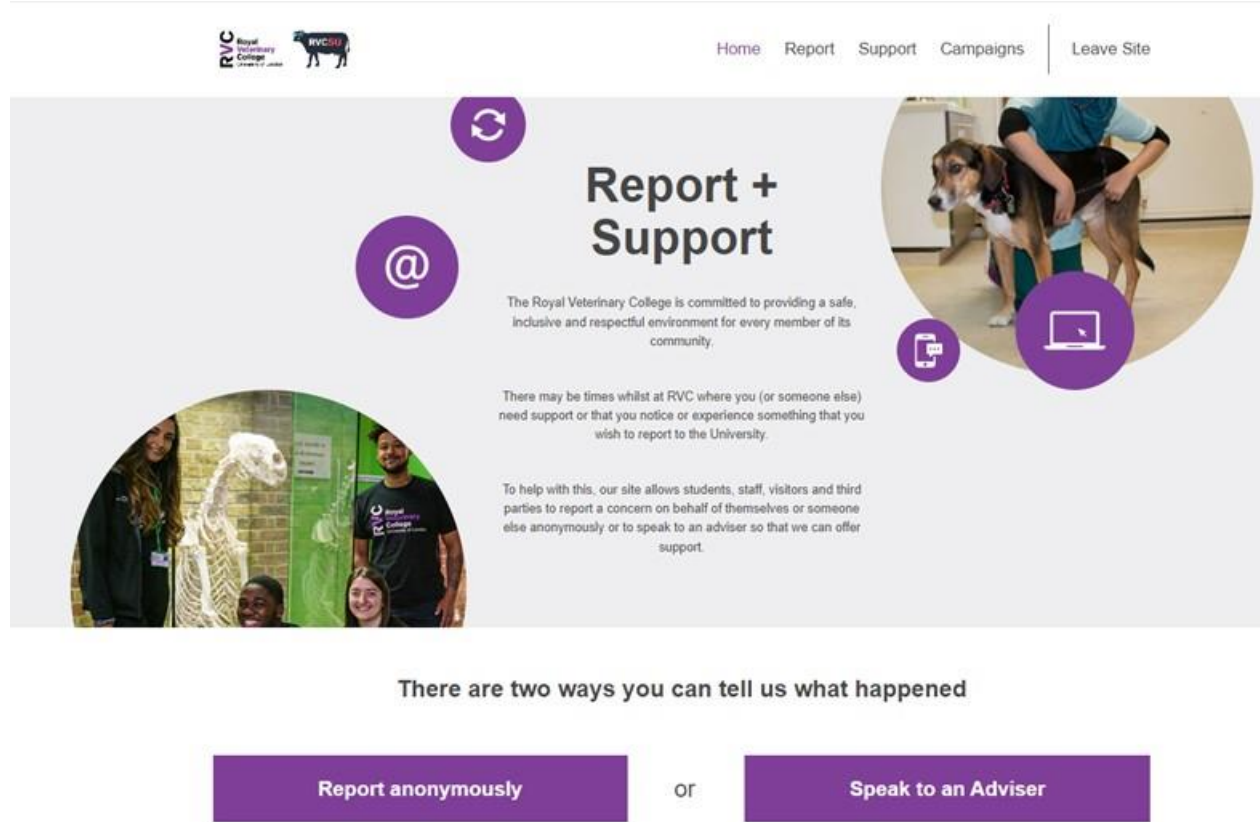 RVC Royal
Veterinary
College
University of London
RVCSU
Home Report Support Campaigns Leave Site
Report +
Support
@
The Royal Veterinary College is committed to providing a safe,
inclusive and respectful environment for every member of its
community.
There may be times whilst at RVC where you (or someone else)
need support or that you notice or experience something that you
wish to report to the University.
To help with this, our site allows students, staff, visitors and third
parties to report a concern on behalf of themselves or someone
else anonymously or to speak to an adviser so that we can offer
support.
RVC Royal
Veterinary
College
University of London
There are two ways you can tell us what happened
Report anonymously or Speak to an Adviser